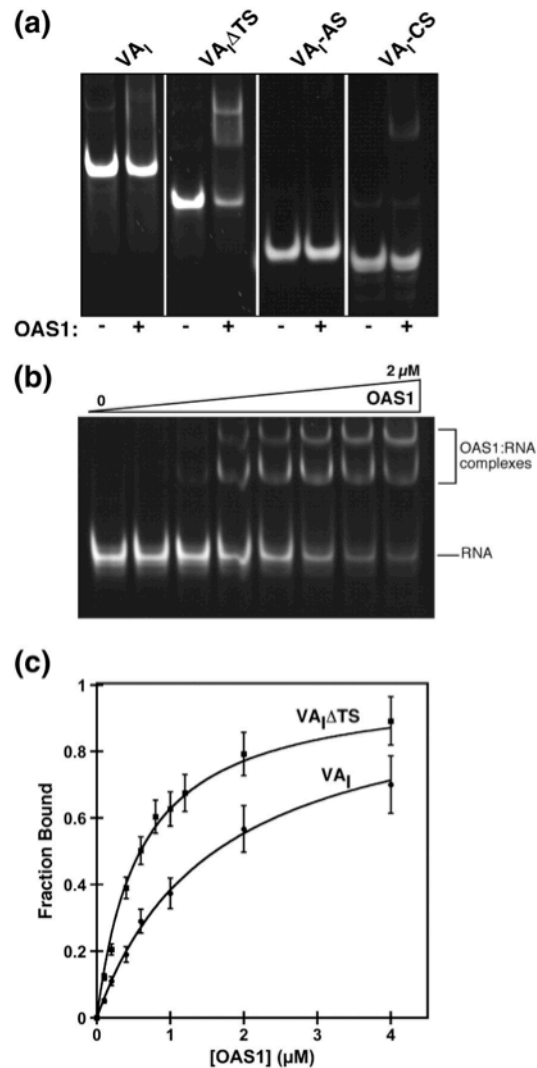 (a)
VAI VAIΔTS VAI-AS VAI-CS
OAS1: - + - + - + - +
(b)
0 2 μM
OAS1
OAS1:RNA
complexes
RNA
(c)
1
0.8
0.6
0.4
0.2
0
Fraction Bound
VAIΔTS
VAI
0 1 2 3 4
[OAS1] (μM)